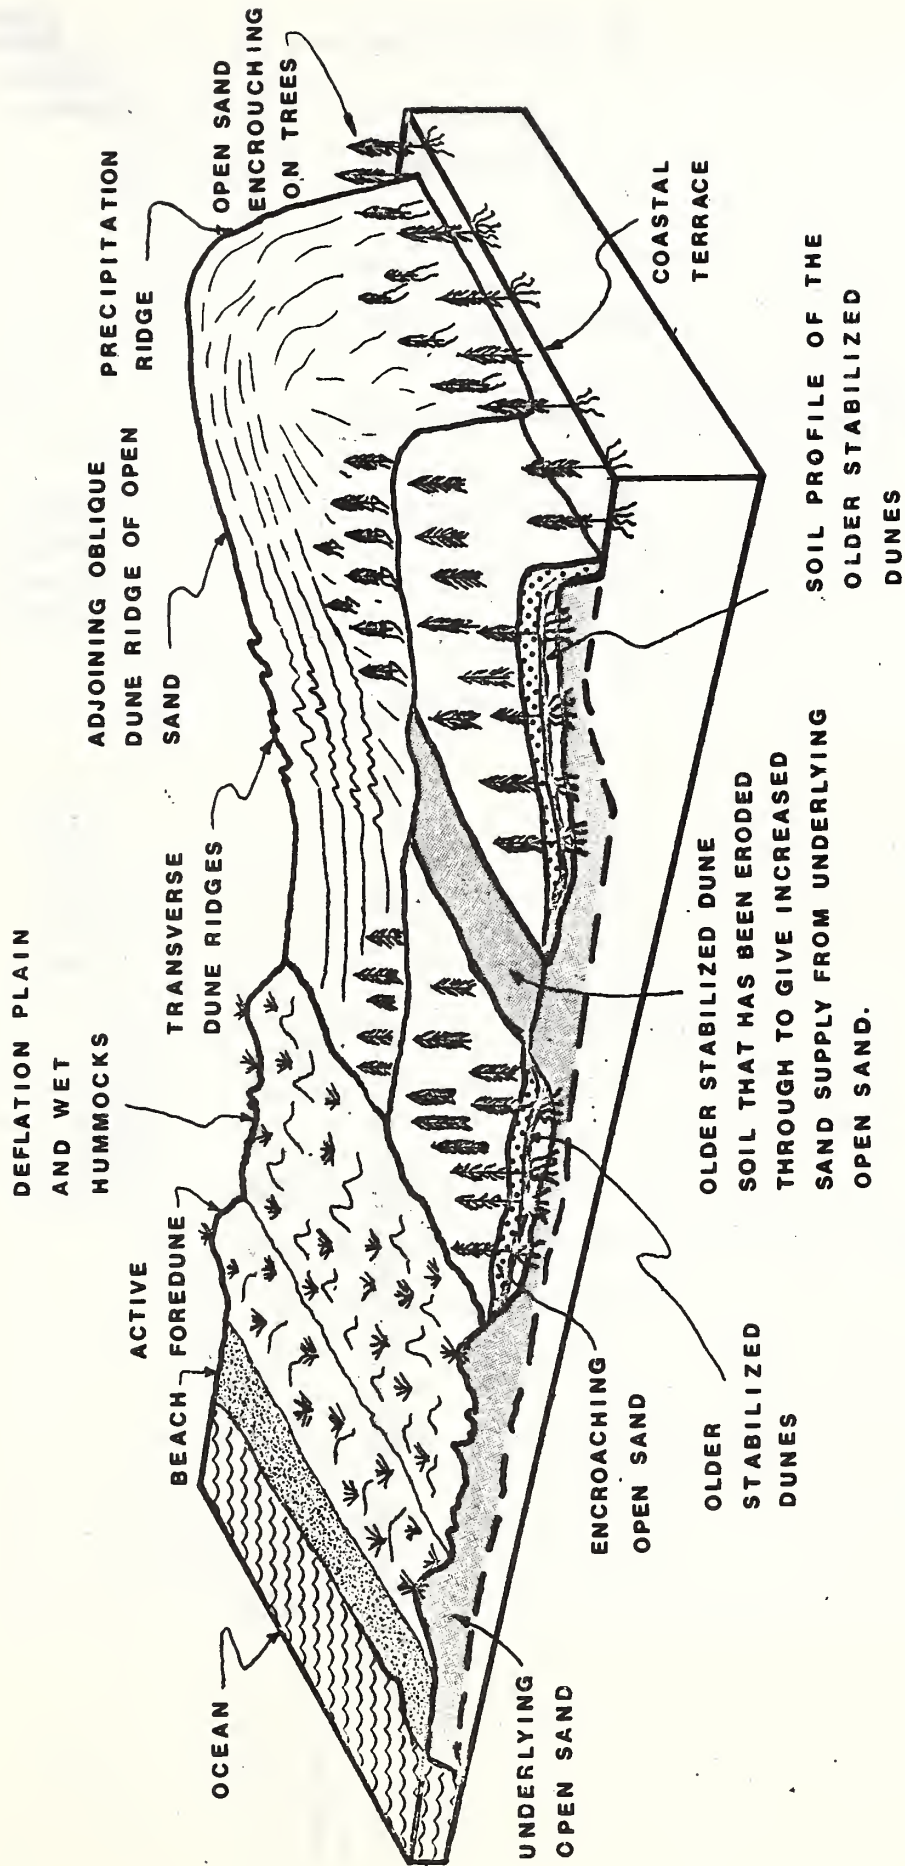 OCEAN
BEACH
ACTIVE
FOREDUNE
DEFLATION PLAIN
AND WET
HUMMOCKS
TRANSVERSE
DUNE RIDGES
ADJOINING OBLIQUE
DUNE RIDGE OF OPEN
SAND
PRECIPITATION
RIDGE
OPEN SAND
ENCROUCHING
ON TREES
UNDERLYING
OPEN SAND
ENCROACHING
OPEN SAND
OLDER
STABILIZED
DUNES
OLDER STABILIZED DUNE
SOIL THAT HAS BEEN ERODED
THROUGH TO GIVE INCREASED
SAND SUPPLY FROM UNDERLYING
OPEN SAND.
SOIL PROFILE OF THE
OLDER STABILIZED
DUNES
COASTAL
TERRACE